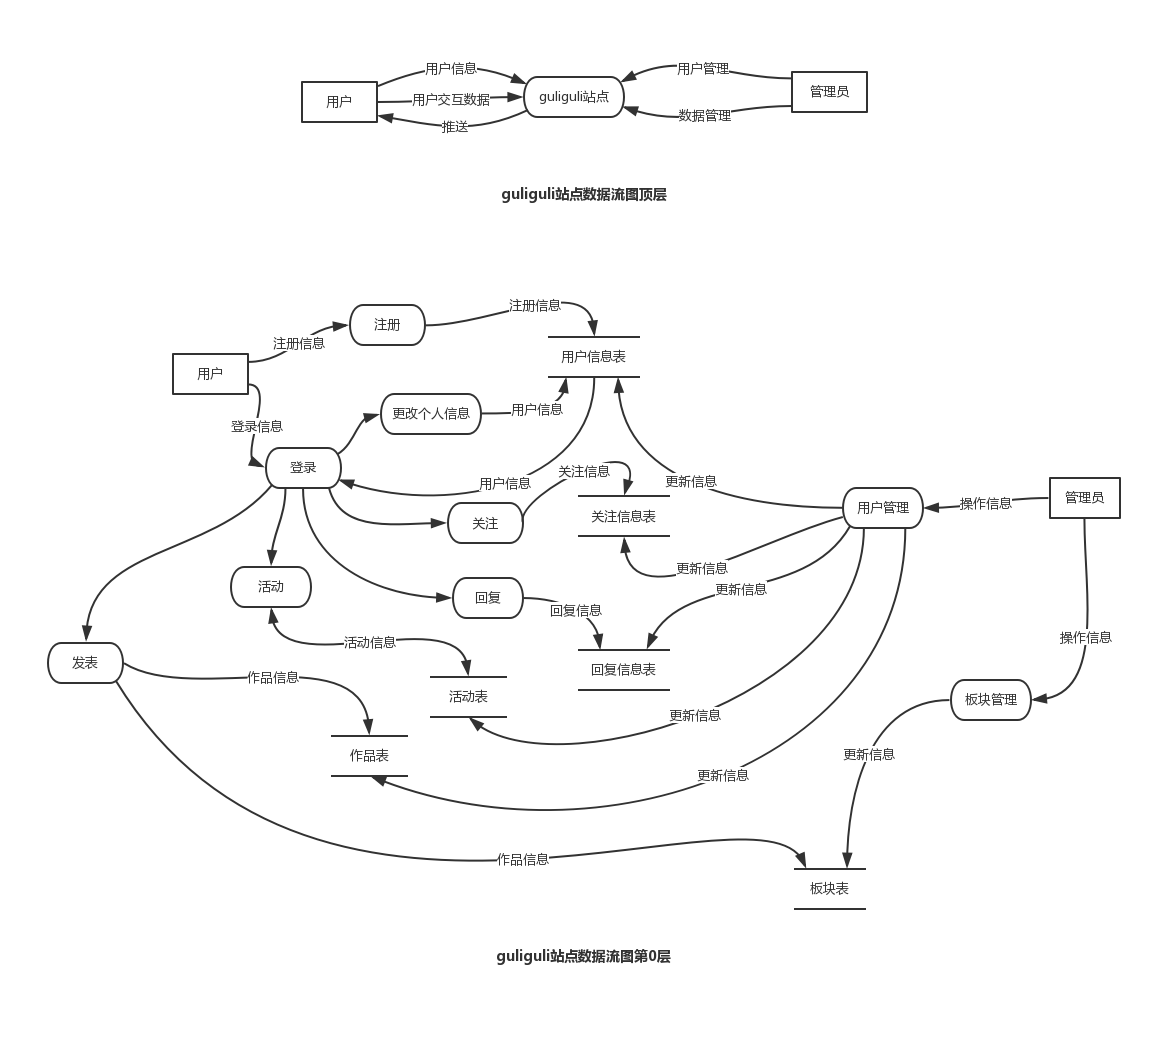 用户信息
用户管理
用户
用户交互数据
guliguli站点
管理员
推送
数据管理
guliguli站点数据流图顶层
注册信息
注册
注册信息
用户信息表
用户
更改个人信息
用户信息
登录信息
登录
用户信息
关注信息
更新信息
关注
关注信息表
用户管理
操作信息
管理员
更新信息
更新信息
活动
回复
回复信息
活动信息
操作信息
发表
作品信息
回复信息表
活动表
更新信息
板块管理
作品表
更新信息
更新信息
作品信息
板块表
guliguli站点数据流图第0层